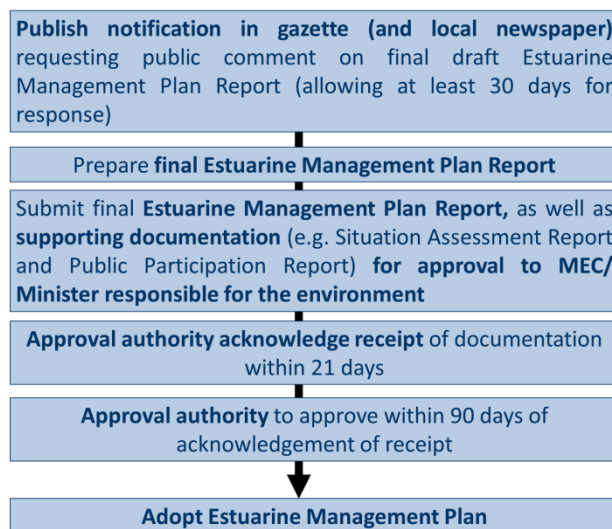 Publish notification in gazette (and local newspaper)
requesting public comment on final draft Estuarine
Management Plan Report (allowing at least 30 days for
response)
Prepare final Estuarine Management Plan Report
Submit final Estuarine Management Plan Report, as well as
supporting documentation (e.g. Situation Assessment Report
and Public Participation Report) for approval to MEC/
Minister responsible for the environment
Approval authority acknowledge receipt of documentation
within 21 days
Approval authority to approve within 90 days of
acknowledgement of receipt
Adopt Estuarine Management Plan